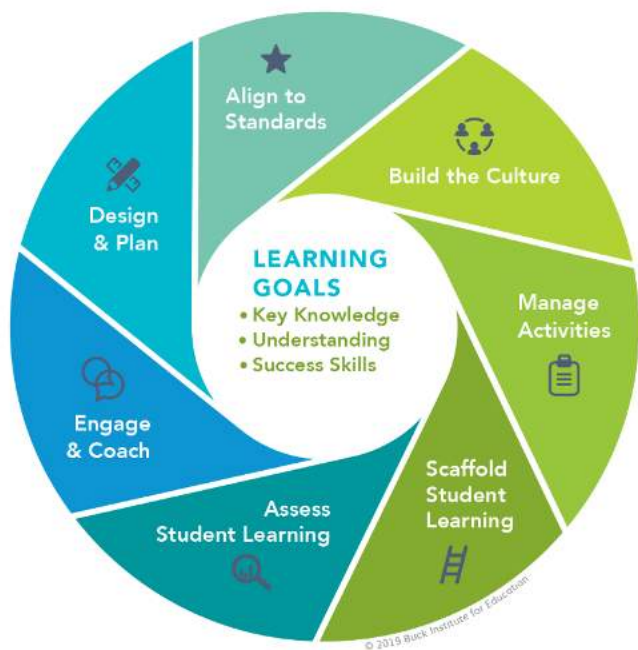 Align to
Standards
Build the Culture
Manage
Activities
Scaffold
Student
Learning
Assess
Student Learning
Engage
& Coach
Design
& Plan
LEARNING
GOALS
• Key Knowledge
• Understanding
• Success Skills
© 2019 Buck Institute for Education